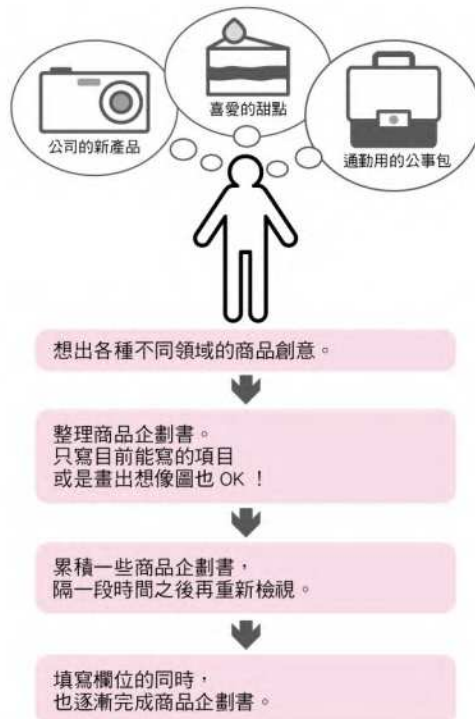 公司的新產品
喜愛的甜點
通勤用的公事包
想出各種不同領域的商品創意。
整理商品企劃書。
只寫目前能寫的項目
或是畫出想像圖也 OK !
累積一些商品企劃書,
隔一段時間之後再重新檢視。
填寫欄位的同時,
也逐漸完成商品企劃書。